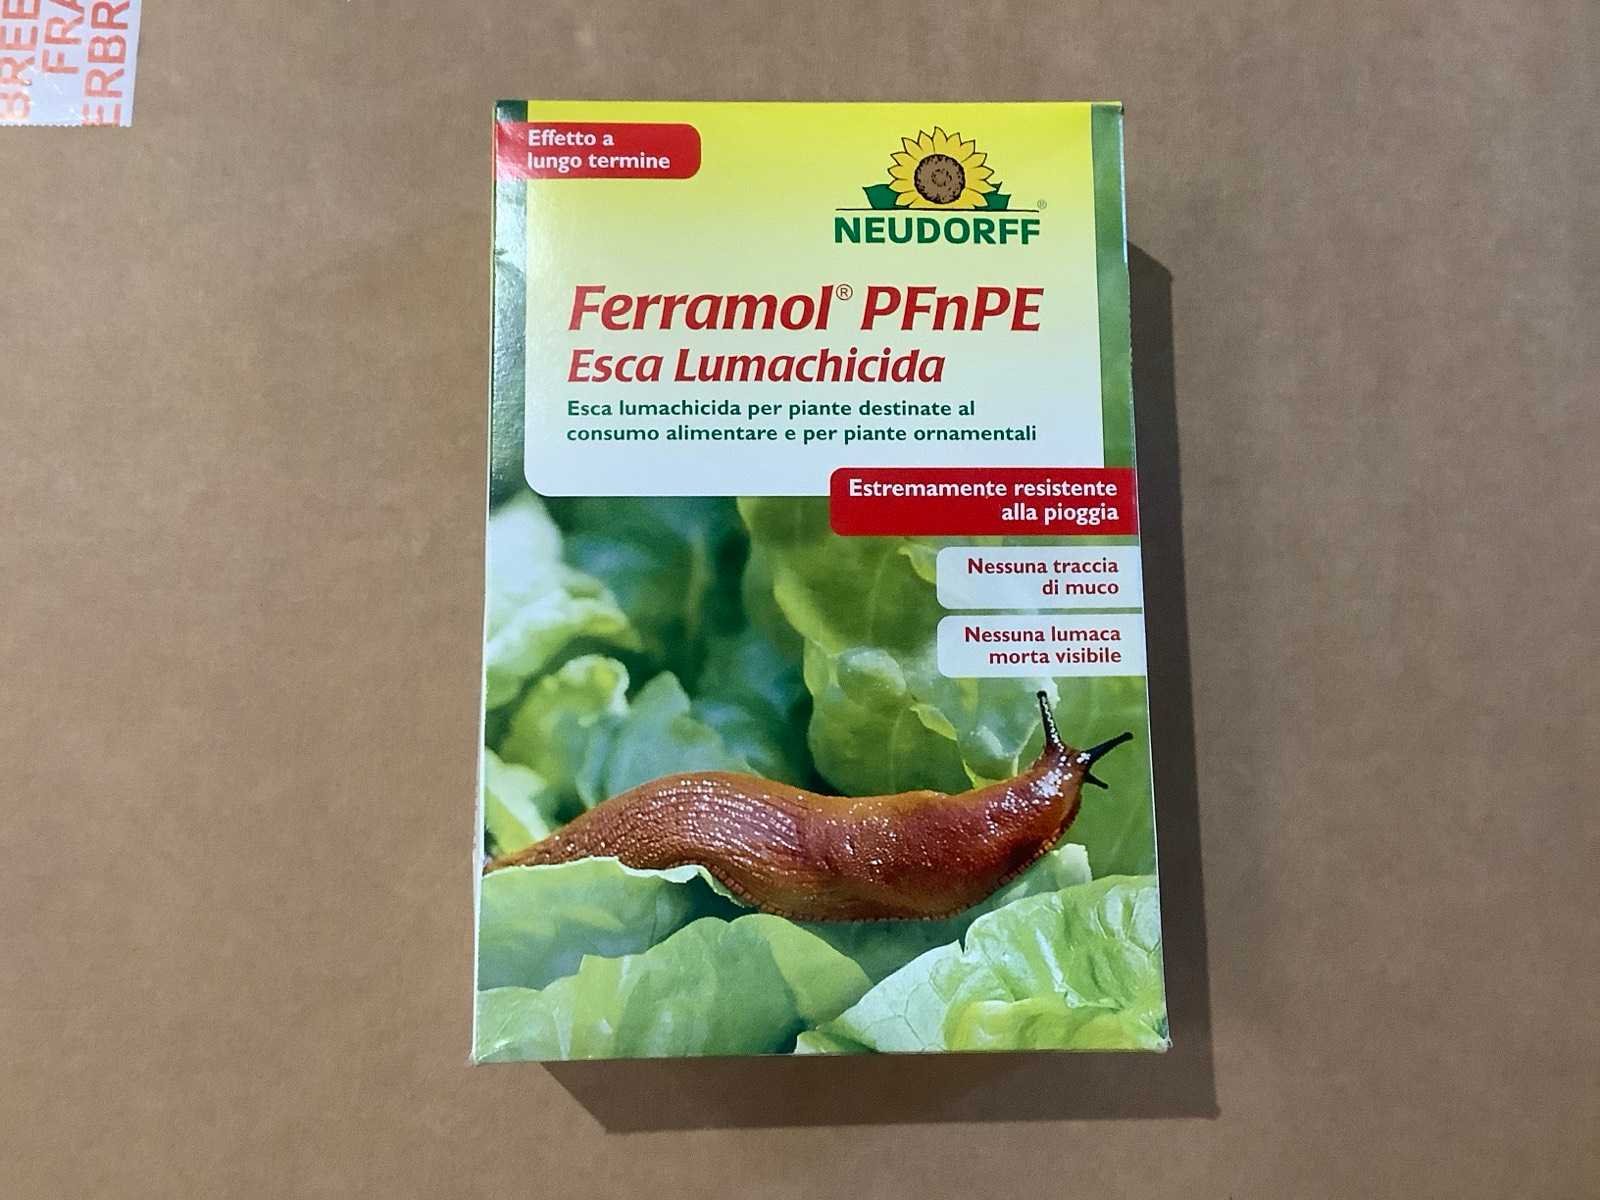 Effetto a
lungo termine
NEUDORFF®
Ferramol® PFnPE
Esca Lumachicida
Esca lumachicida per piante destinate al
consumo alimentare e per piante ornamentali
Estremamente resistente
alla pioggia
Nessuna traccia
di muco
Nessuna lumaca
morta visibile